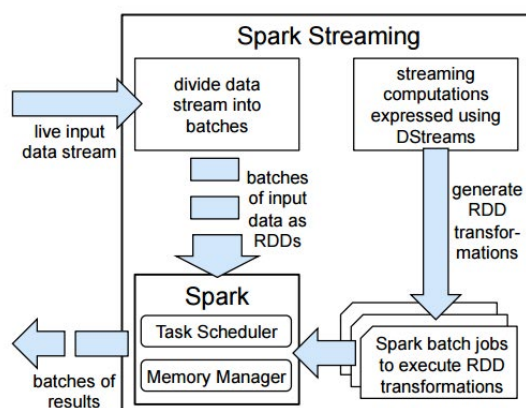 Spark Streaming
live input
data stream
divide data
stream into
batches
streaming
computations
expressed using
DStreams
batches
of input
data as
RDDs
generate
RDD
transfor-
mations
Spark
Task Scheduler
Memory Manager
Spark batch jobs
to execute RDD
transformations
batches of
results